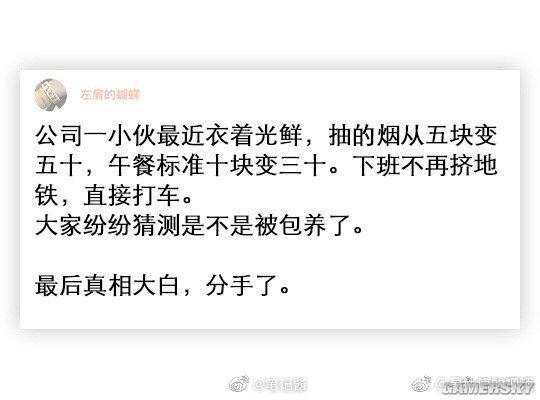 左肩的蝴蝶
公司一小伙最近衣着光鲜，抽的烟从五块变
五十，午餐标准十块变三十。下班不再挤地
铁，直接打车。
大家纷纷猜测是不是被包养了。
最后真相大白，分手了。
@笔记酱
GAMERSKY